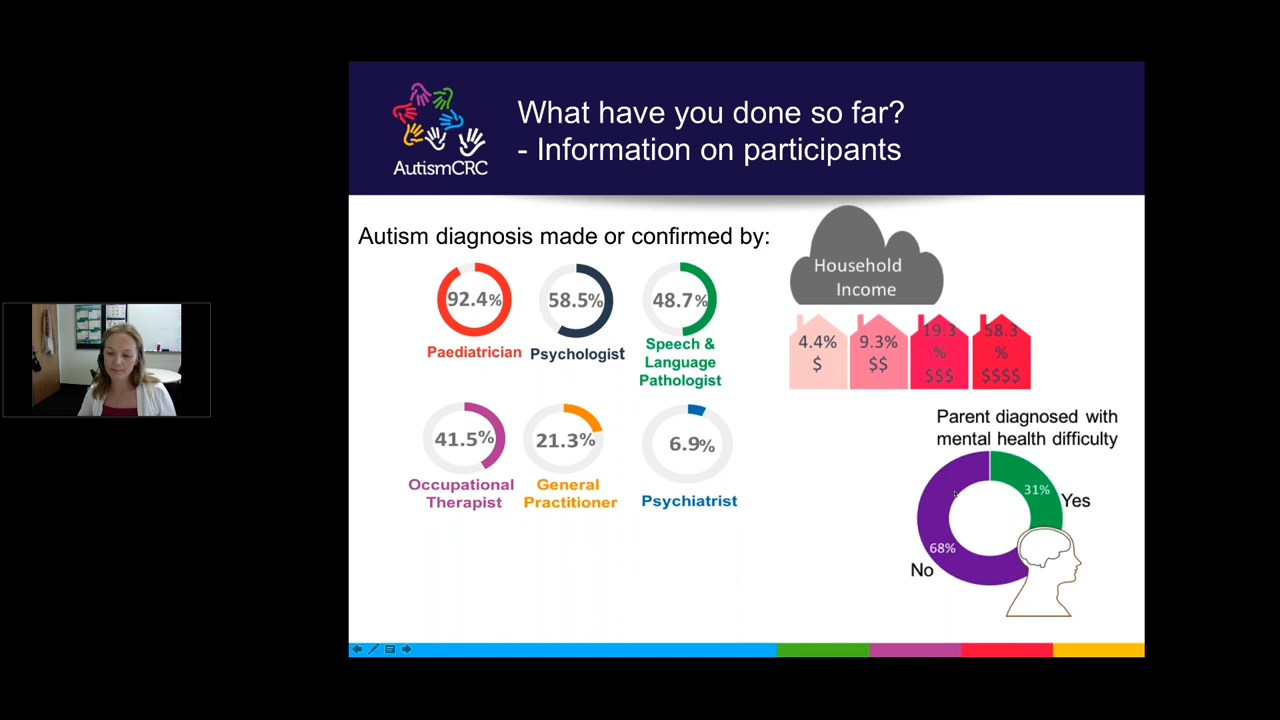 AutismCRC
What have you done so far?
- Information on participants
Autism diagnosis made or confirmed by:
92.4%
Paediatrician
58.5%
Psychologist
48.7%
Speech &
Language
Pathologist
41.5%
Occupational
Therapist
21.3%
General
Practitioner
6.9%
Psychiatrist
Household
Income
4.4%
$
9.3%
$$
19.3
%
$$$
58.3
%
$$$$
Parent diagnosed with
mental health difficulty
31%
Yes
68%
No